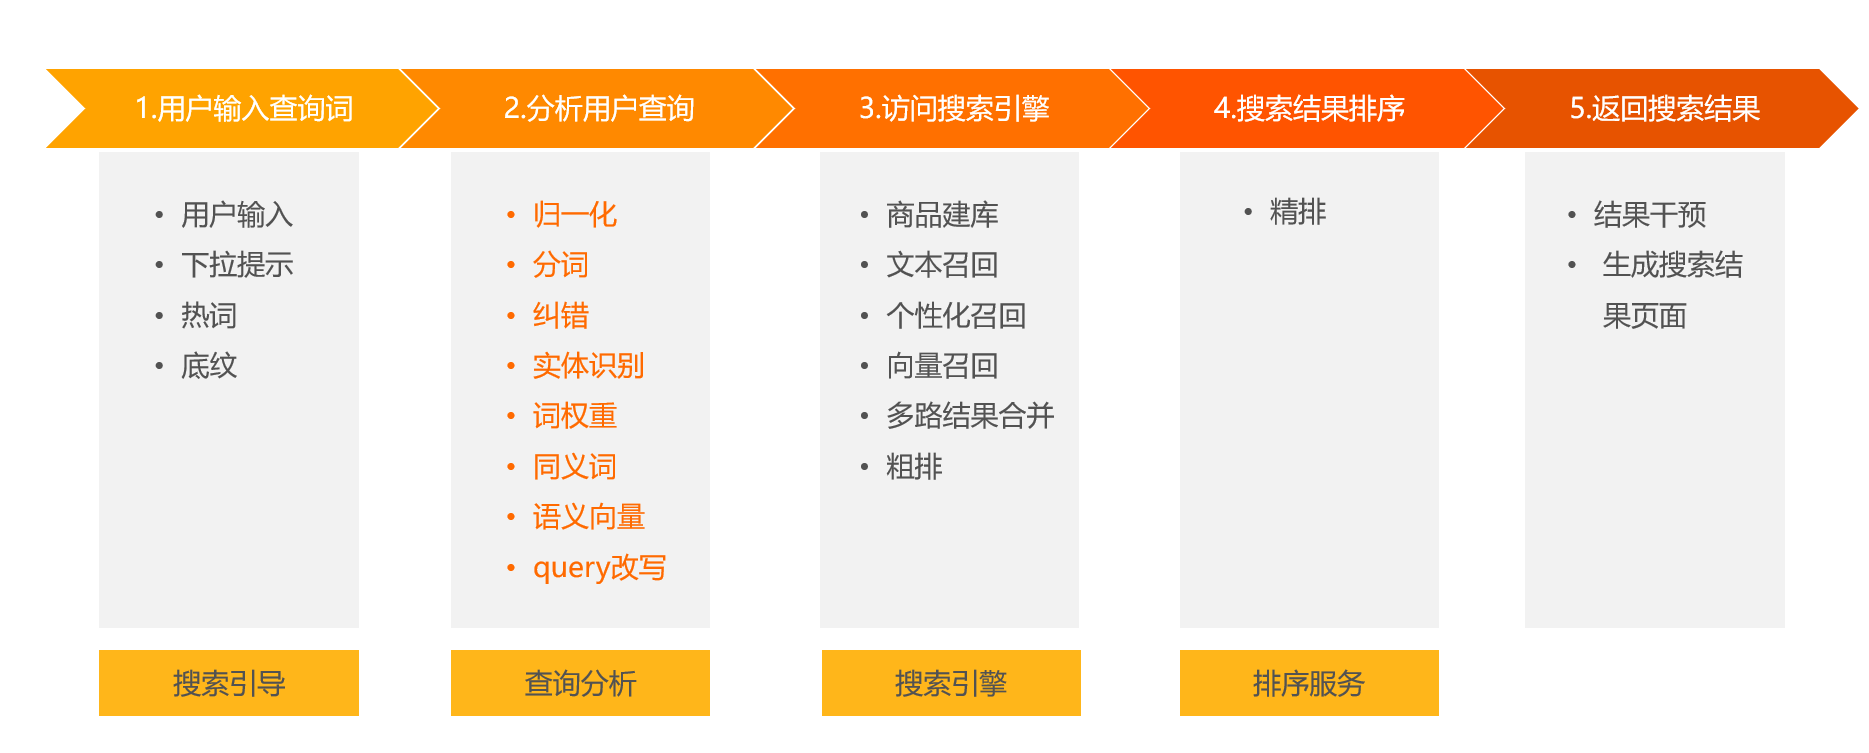 1.用户输入查询词
2.分析用户查询
3.访问搜索引擎
4.搜索结果排序
5.返回搜索结果
• 用户输入
• 下拉提示
• 热词
• 底纹
• 归一化
• 分词
• 纠错
• 实体识别
• 词权重
• 同义词
• 语义向量
• query改写
• 商品建库
• 文本召回
• 个性化召回
• 向量召回
• 多路结果合并
• 粗排
• 精排
• 结果干预
• 生成搜索结
果页面
搜索引导
查询分析
搜索引擎
排序服务